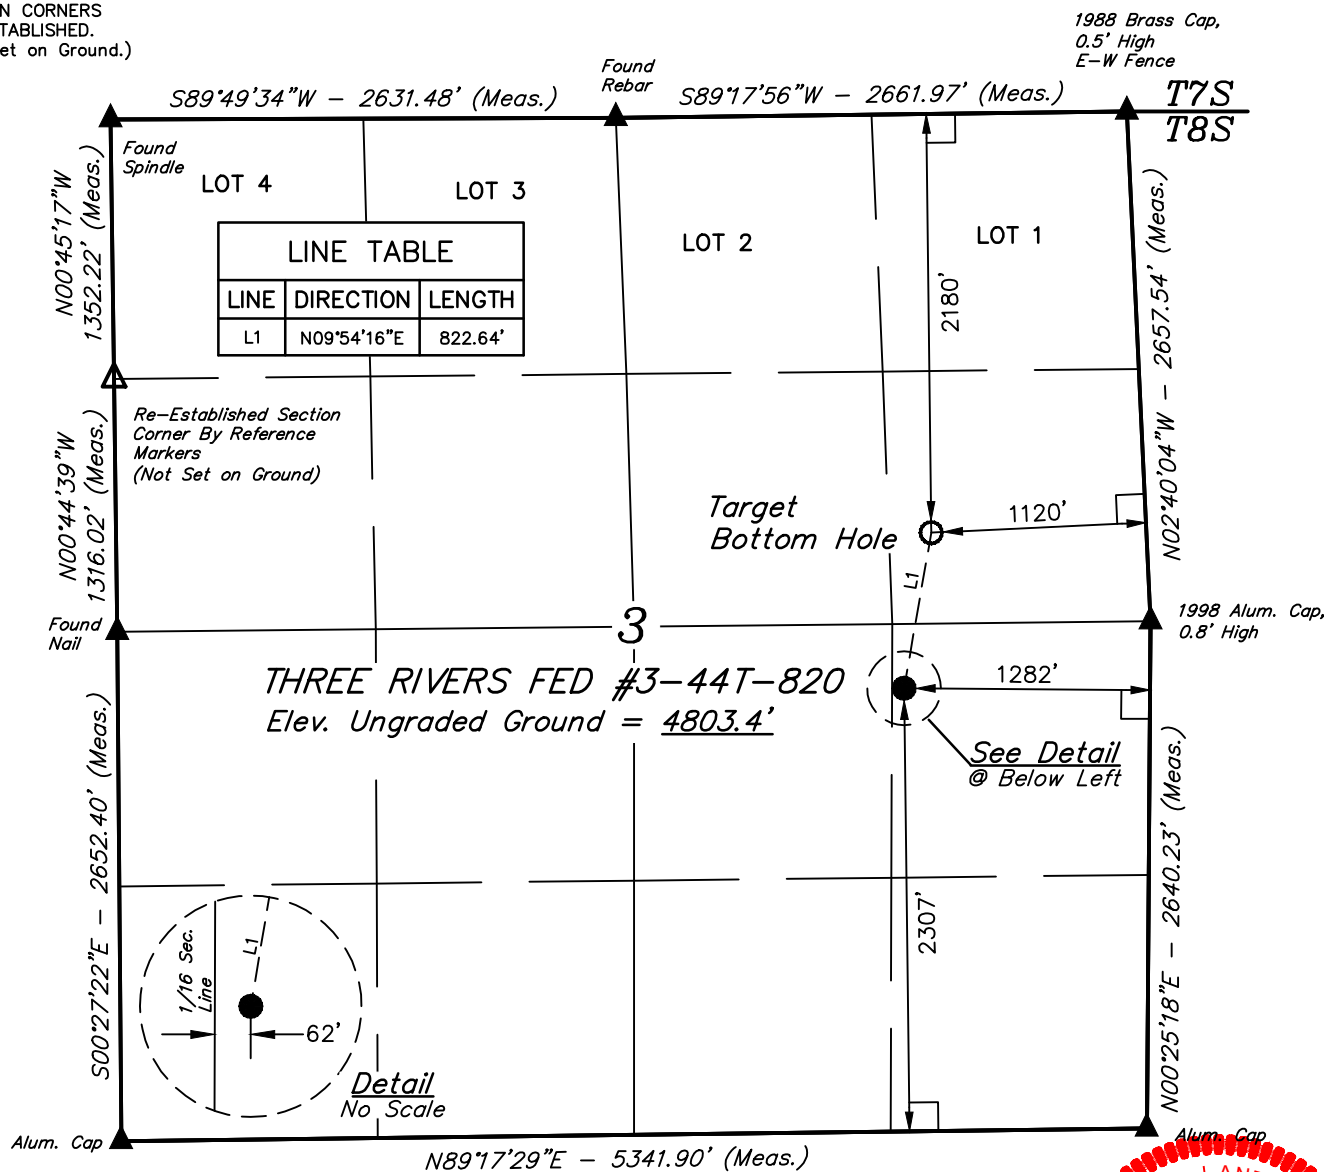 N CORNERS
TABLISHED.
et on Ground.)
1988 Brass Cap,
0.5' High
E-W Fence
Found
Rebar
S89°49'34"W - 2631.48' (Meas.)
S89°17'56"W - 2661.97' (Meas.)
T7S
T8S
Found
Spindle
LOT 4
LOT 3
LOT 2
LOT 1
N00°45'17"W
1352.22' (Meas.)
LINE TABLE
LINE DIRECTION LENGTH
L1 N09°54'16"E 822.64'
2180'
N02°40'04"W - 2657.54' (Meas.)
Re-Established Section
Corner By Reference
Markers
(Not Set on Ground)
N00°44'39"W
1316.02' (Meas.)
Target
Bottom Hole
1120'
L1
Found
Nail
3
1998 Alum. Cap,
0.8' High
THREE RIVERS FED #3-44T-820
Elev. Ungraded Ground = 4803.4'
1282'
See Detail
@ Below Left
S00°27'22"E - 2652.40' (Meas.)
2307'
N00°25'18"E - 2640.23' (Meas.)
1/16 Sec.
Line
L1
62'
Detail
No Scale
Alum. Cap
Alum. Cap
N89°17'29"E - 5341.90' (Meas.)
LAND